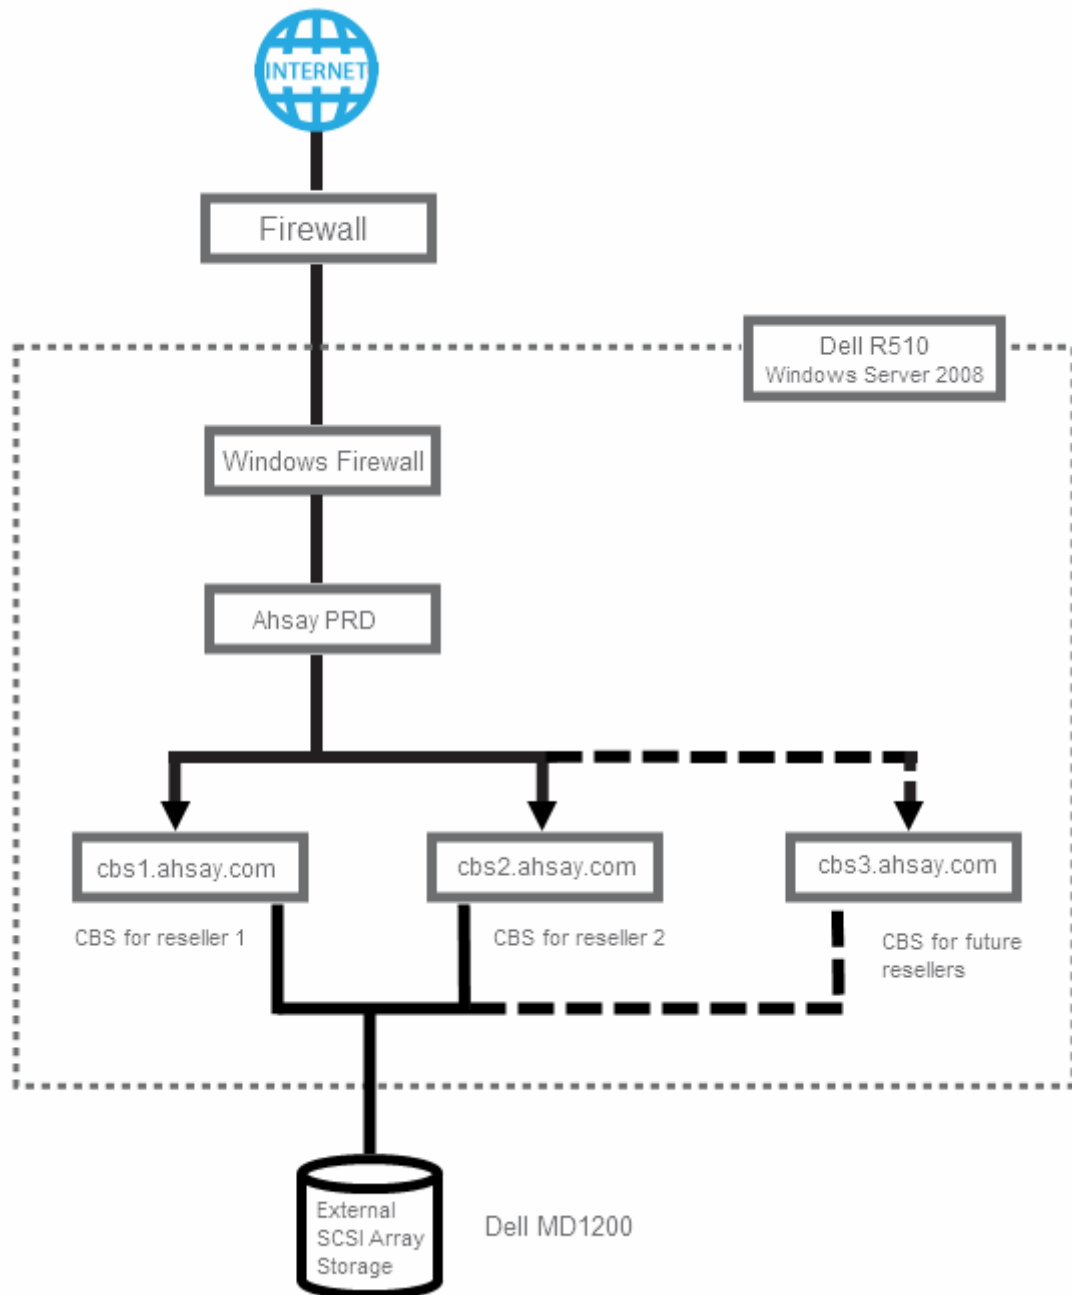 INTERNET
Firewall
Dell R510
Windows Server 2008
Windows Firewall
Ahsay PRD
cbs1.ahsay.com
cbs2.ahsay.com
cbs3.ahsay.com
CBS for reseller 1
CBS for reseller 2
CBS for future
resellers
External
SCSI Array
Storage
Dell MD1200